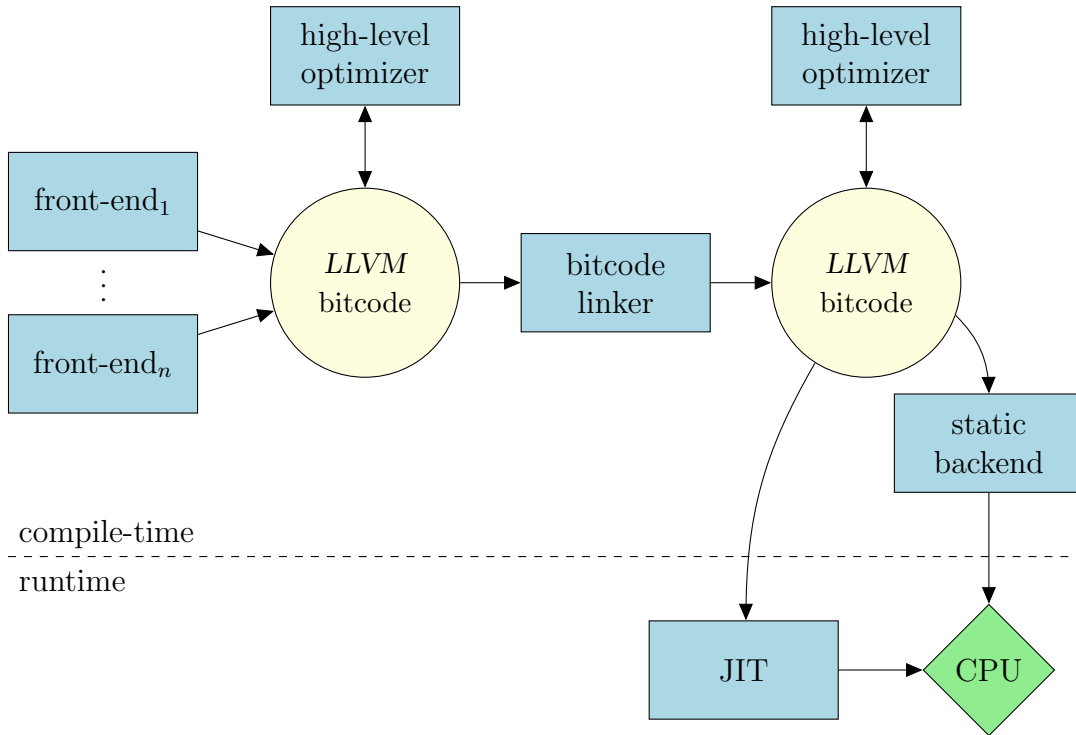 high-level
optimizer
high-level
optimizer
front-end₁
⋮
front-endₙ
LLVM
bitcode
bitcode
linker
LLVM
bitcode
static
backend
compile-time
runtime
JIT
CPU